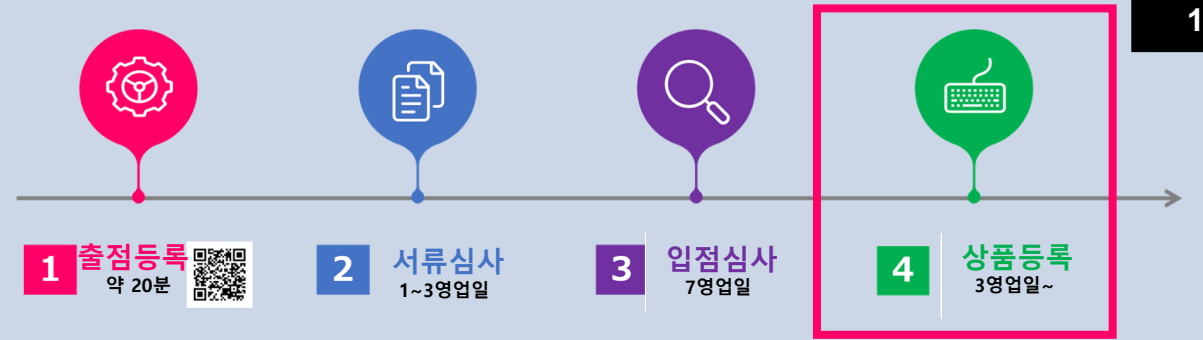 1
1 출점등록
약 20분
2 서류심사
1~3영업일
3 입점심사
7영업일
4 상품등록
3영업일~